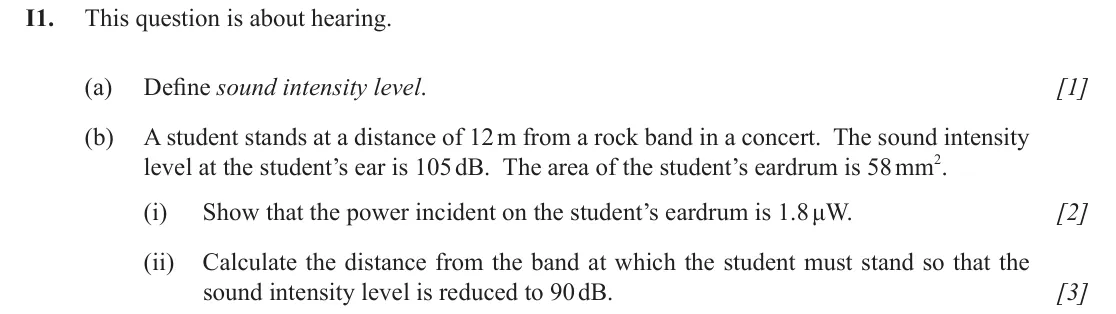 I1. This question is about hearing.
(a) Define sound intensity level. [1]
(b) A student stands at a distance of 12 m from a rock band in a concert. The sound intensity
level at the student's ear is 105 dB. The area of the student's eardrum is 58 mm².
(i) Show that the power incident on the student's eardrum is 1.8 μW. [2]
(ii) Calculate the distance from the band at which the student must stand so that the
sound intensity level is reduced to 90 dB. [3]